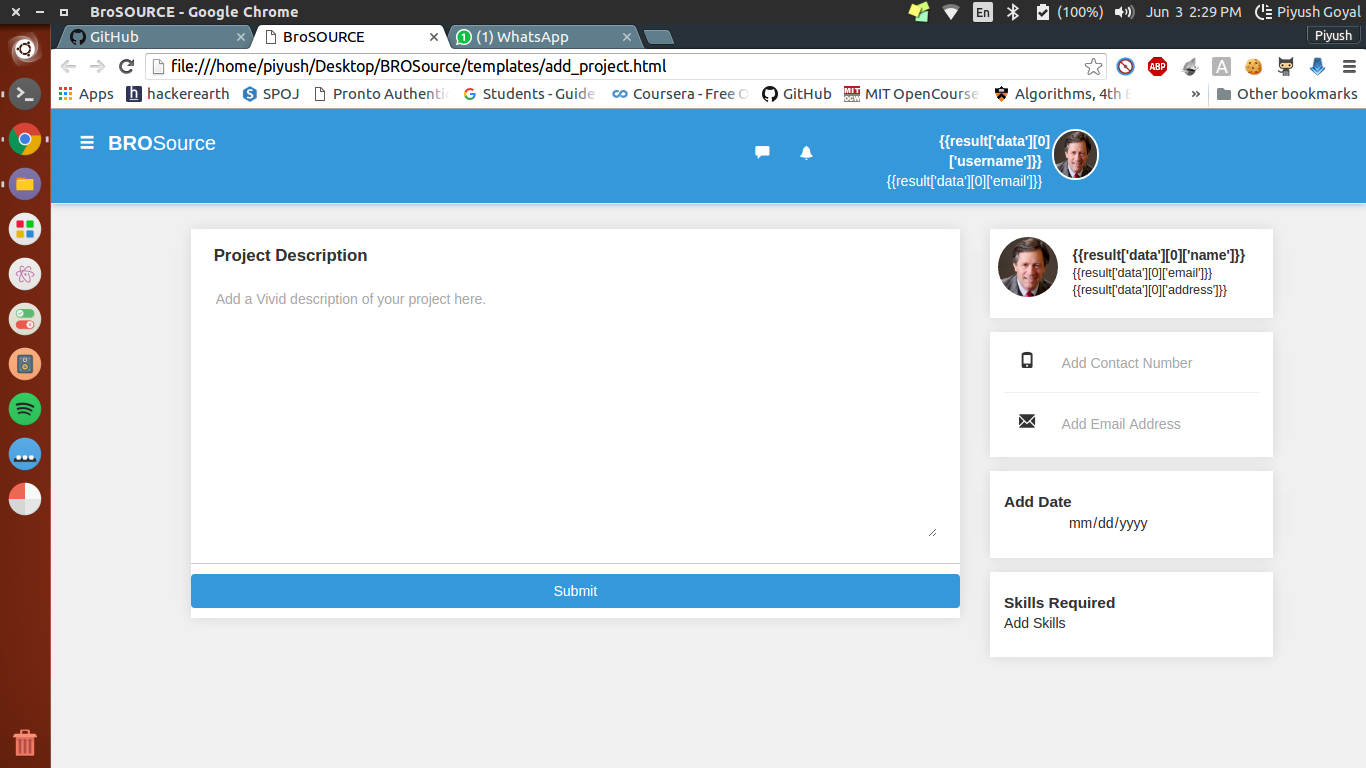 BroSOURCE - Google Chrome
En
(100%)
Jun 3 2:29 PM
Piyush Goyal
GitHub
BroSOURCE
(1) WhatsApp
Piyush
file:///home/piyush/Desktop/BROSource/templates/add_project.html
ABP
A
Apps
hackerearth
SPOJ
Pronto Authenti
Students - Guide
Coursera - Free O
GitHub
MIT OpenCourse
Algorithms, 4th E
»
Other bookmarks
BROSource
{{result['data'][0]
['username']}}
{{result['data'][0]['email']}}
Project Description
Add a Vivid description of your project here.
Submit
{{result['data'][0]['name']}}
{{result['data'][0]['email']}}
{{result['data'][0]['address']}}
Add Contact Number
Add Email Address
Add Date
mm/dd/yyyy
Skills Required
Add Skills